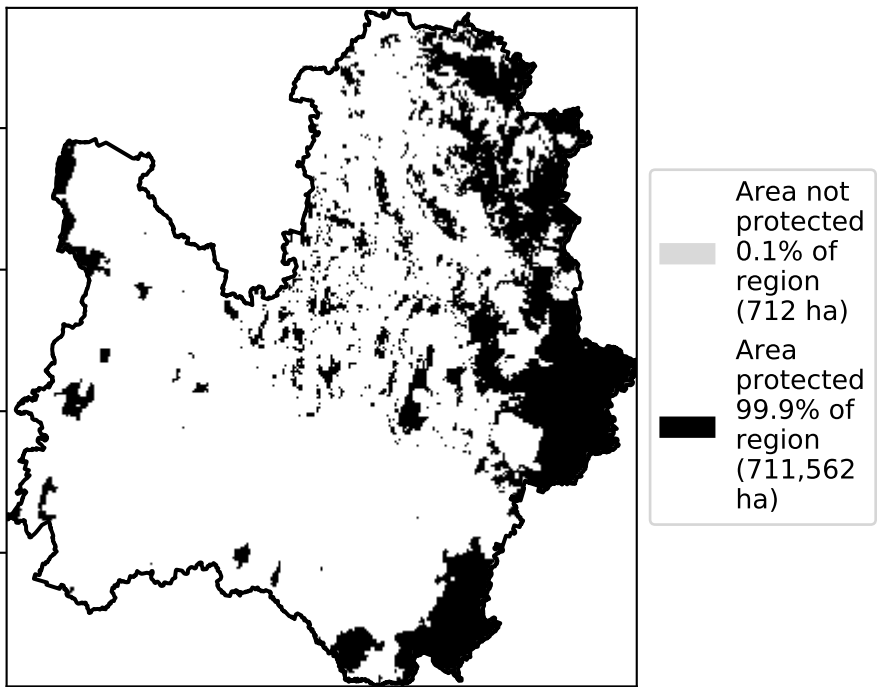 Area not
protected
0.1% of
region
(712 ha)
Area
protected
99.9% of
region
(711,562
ha)